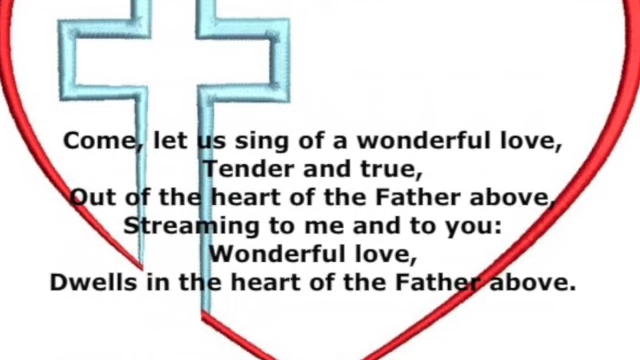 Come, let us sing of a wonderful love,
Tender and true,
Out of the heart of the Father above,
Streaming to me and to you:
Wonderful love,
Dwells in the heart of the Father above.